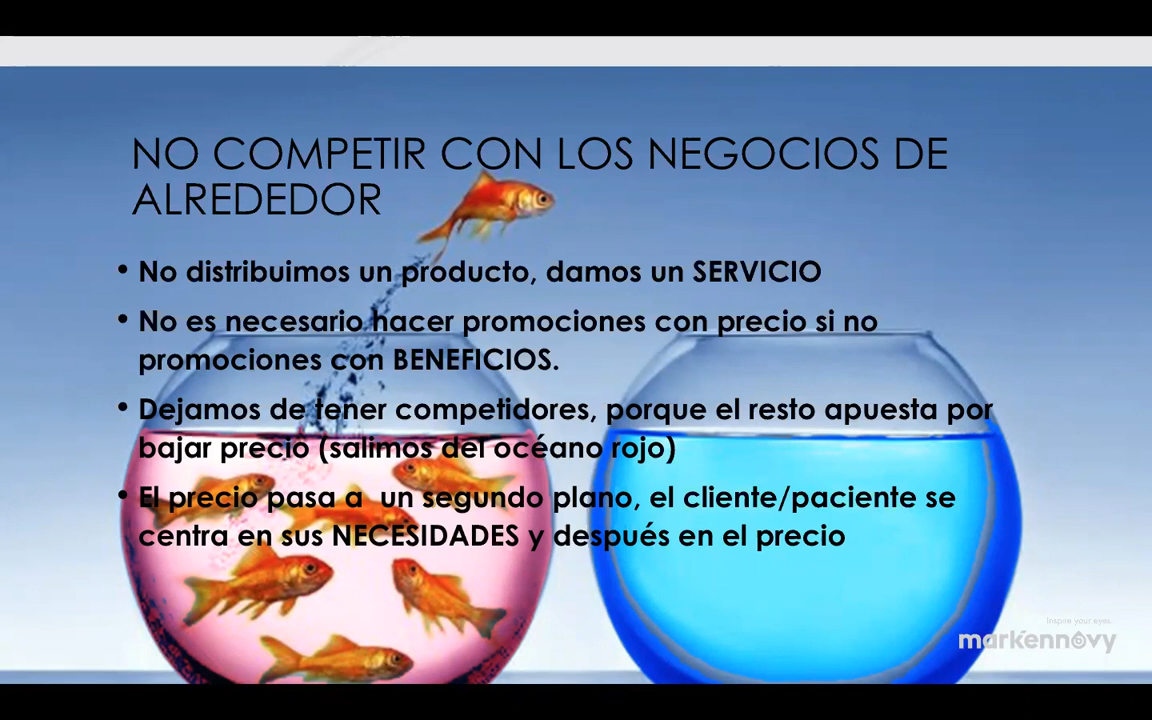 NO COMPETIR CON LOS NEGOCIOS DE
ALREDEDOR
• No distribuimos un producto, damos un SERVICIO
• No es necesario hacer promociones con precio si no
promociones con BENEFICIOS.
• Dejamos de tener competidores, porque el resto apuesta por
bajar precio (salimos del océano rojo)
• El precio pasa a  un segundo plano, el cliente/paciente se
centra en sus NECESIDADES y después en el precio
Inspire your eyes
markennovy